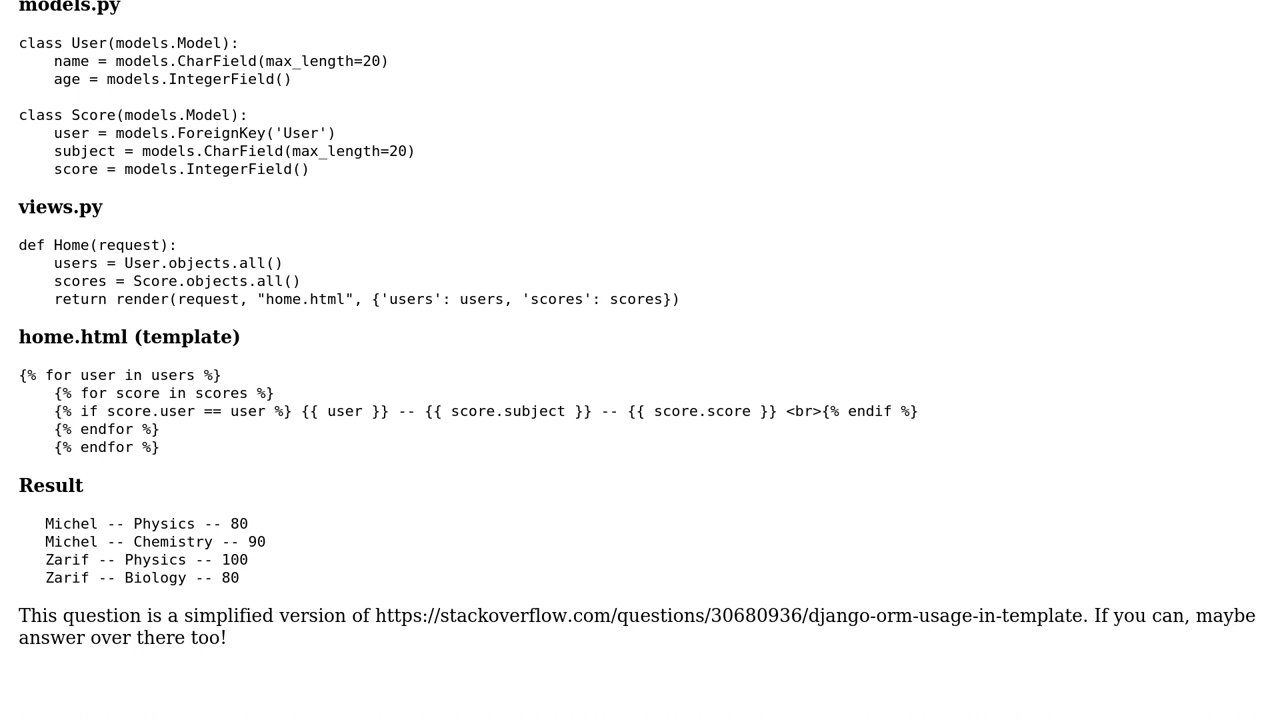 models.py
class User(models.Model):
    name = models.CharField(max_length=20)
    age = models.IntegerField()
class Score(models.Model):
    user = models.ForeignKey('User')
    subject = models.CharField(max_length=20)
    score = models.IntegerField()
views.py
def Home(request):
    users = User.objects.all()
    scores = Score.objects.all()
    return render(request, "home.html", {'users': users, 'scores': scores})
home.html (template)
{% for user in users %}
    {% for score in scores %}
    {% if score.user == user %} {{ user }} -- {{ score.subject }} -- {{ score.score }} <br>{% endif %}
    {% endfor %}
    {% endfor %}
Result
   Michel -- Physics -- 80
   Michel -- Chemistry -- 90
   Zarif -- Physics -- 100
   Zarif -- Biology -- 80
This question is a simplified version of https://stackoverflow.com/questions/30680936/django-orm-usage-in-template. If you can, maybe
answer over there too!